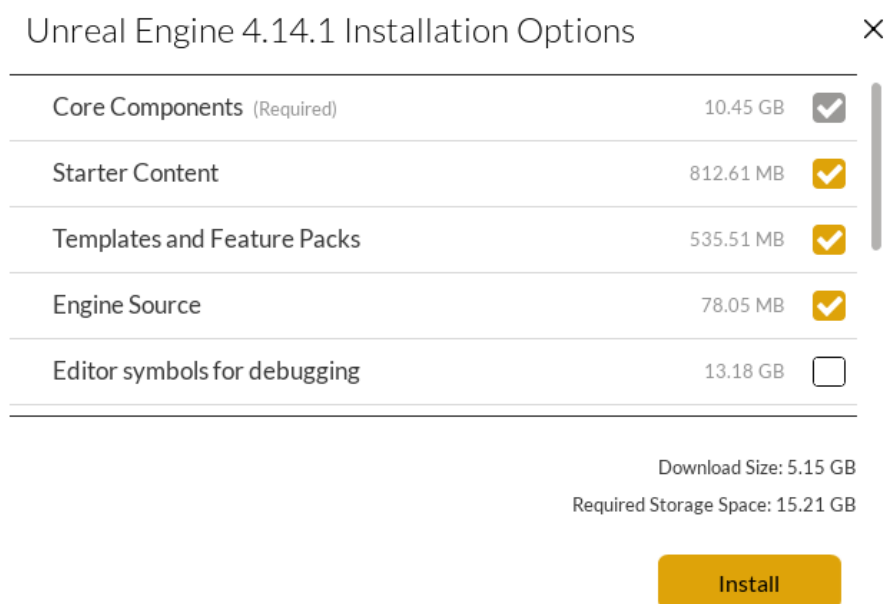 Unreal Engine 4.14.1 Installation Options
Core Components (Required) 10.45 GB
Starter Content 812.61 MB
Templates and Feature Packs 535.51 MB
Engine Source 78.05 MB
Editor symbols for debugging 13.18 GB
Download Size: 5.15 GB
Required Storage Space: 15.21 GB
Install